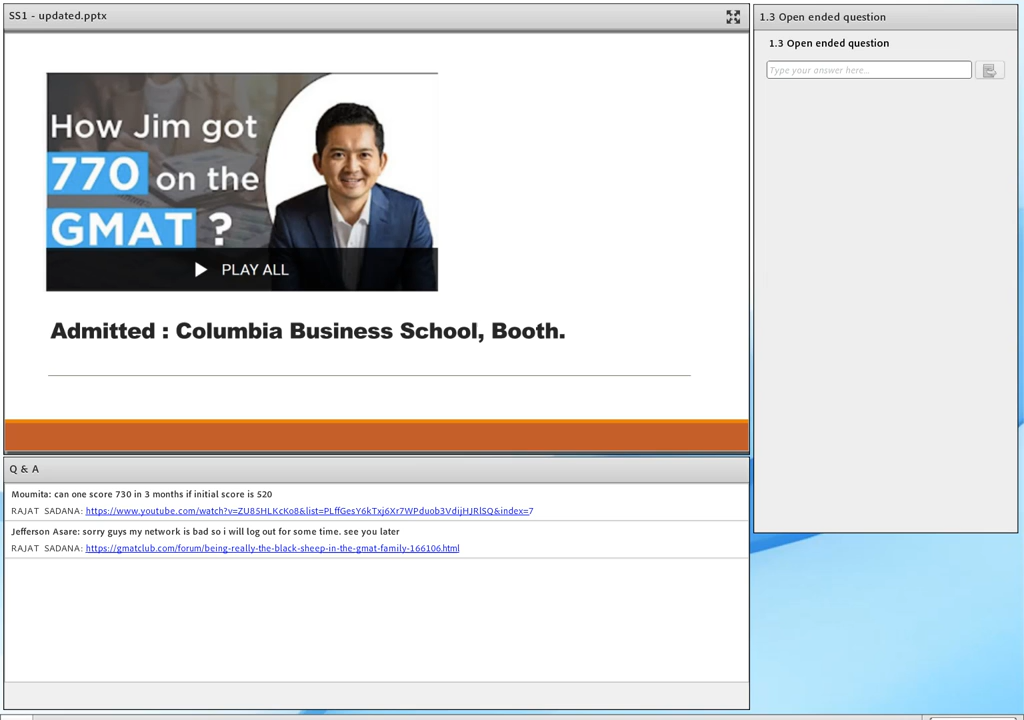 SS1 - updated.pptx
How Jim got
770 on the
GMAT ?
PLAY ALL
Admitted : Columbia Business School, Booth.
Q & A
Moumita: can one score 730 in 3 months if initial score is 520
RAJAT SADANA: https://www.youtube.com/watch?v=ZU85HLKcKo8&list=PLffGesY6kTxj6Xr7WPduob3VdijHJRlSQ&index=7
Jefferson Asare: sorry guys my network is bad so i will log out for some time. see you later
RAJAT SADANA: https://gmatclub.com/forum/being-really-the-black-sheep-in-the-gmat-family-166106.html
1.3 Open ended question
1.3 Open ended question
Type your answer here...